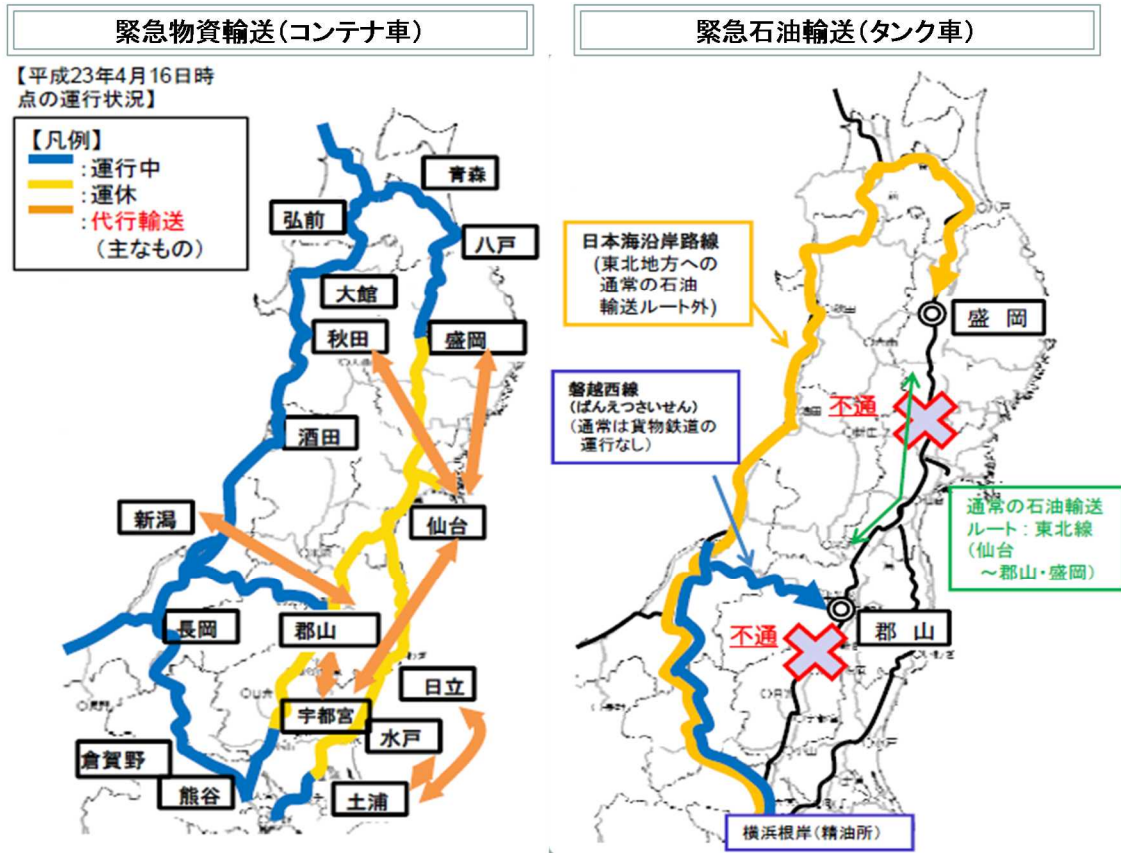 緊急物資輸送（コンテナ車）
【平成23年4月16日時
点の運行状況】
【凡例】
：運行中
：運休
：代行輸送
（主なもの）
青森
弘前
八戸
大館
秋田
盛岡
酒田
新潟
仙台
長岡
郡山
日立
宇都宮
水戸
倉賀野
熊谷
土浦
緊急石油輸送（タンク車）
日本海沿岸路線
（東北地方への
通常の石油
輸送ルート外）
盛岡
磐越西線
（ばんえつさいせん）
（通常は貨物鉄道の
運行なし）
不通
通常の石油輸送
ルート：東北線
（仙台
～郡山・盛岡）
郡山
不通
横浜根岸（精油所）